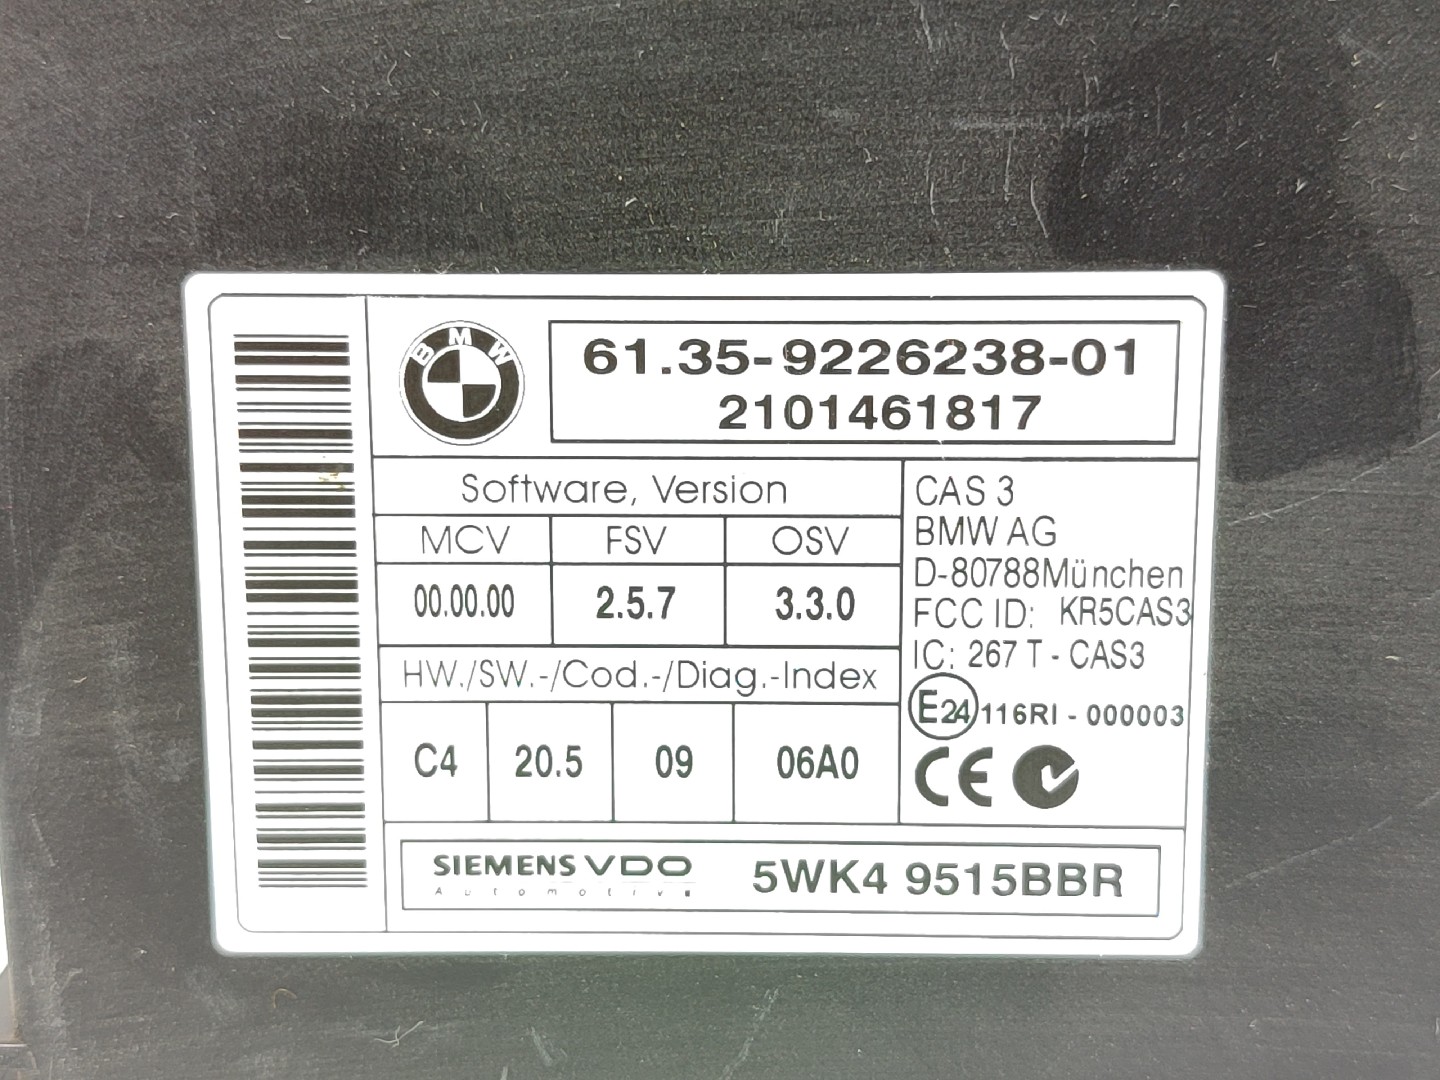 BMW
61.35-9226238-01
2101461817
Software, Version
MCV FSV OSV
00.00.00 2.5.7 3.3.0
HW./SW.-/Cod.-/Diag.-Index
C4 20.5 09 06A0
CAS 3
BMW AG
D-80788München
FCC ID: KR5CAS3
IC: 267 T - CAS3
E24 116RI - 000003
CE
SIEMENS VDO
Automotive
5WK4 9515BBR